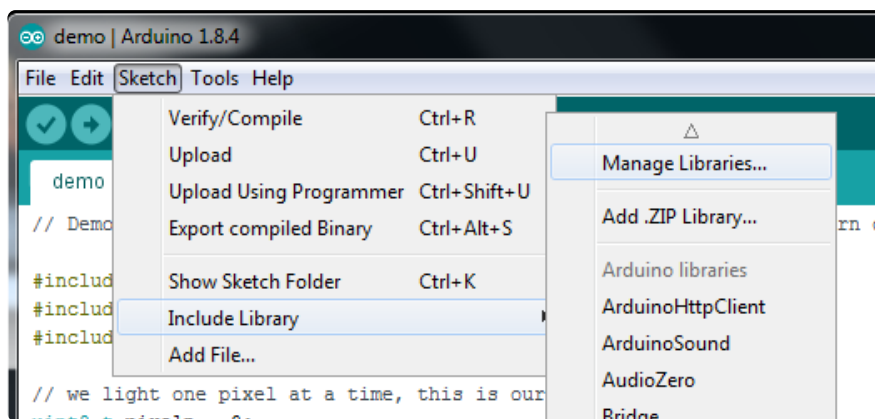 demo | Arduino 1.8.4
File Edit Sketch Tools Help
Verify/Compile Ctrl+R
Upload Ctrl+U
Upload Using Programmer Ctrl+Shift+U
Export compiled Binary Ctrl+Alt+S
Show Sketch Folder Ctrl+K
Include Library
Add File...
Manage Libraries...
Add .ZIP Library...
Arduino libraries
ArduinoHttpClient
ArduinoSound
AudioZero
Bridge
demo
// Demo
#includ
#includ
#includ
// we light one pixel at a time, this is our